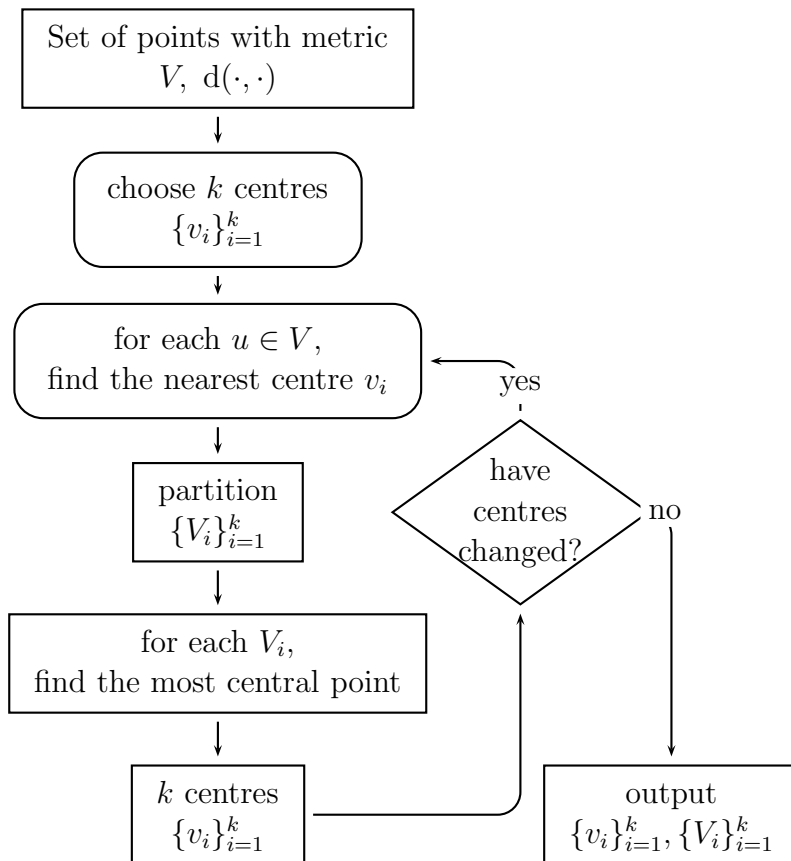 Set of points with metric
V, d(·, ·)
choose k centres
{v_i}_{i=1}^k
for each u ∈ V,
find the nearest centre v_i
yes
partition
{V_i}_{i=1}^k
have
centres
changed?
no
for each V_i,
find the most central point
k centres
{v_i}_{i=1}^k
output
{v_i}_{i=1}^k, {V_i}_{i=1}^k